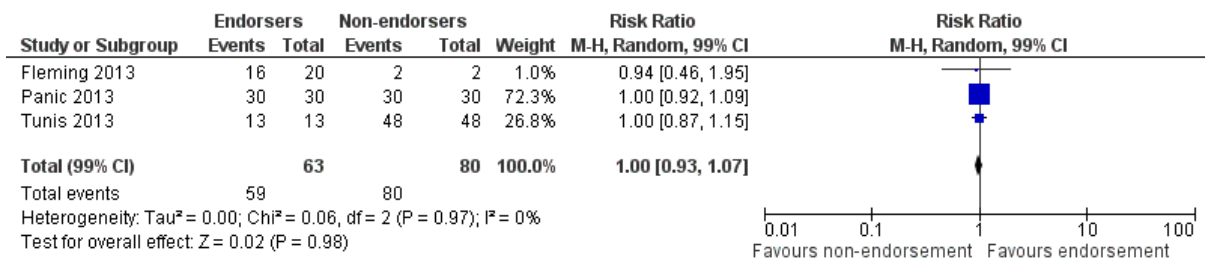 Endorsers Non-endorsers Risk Ratio Risk Ratio
Study or Subgroup Events Total Events Total Weight M-H, Random, 99% CI M-H, Random, 99% CI
Fleming 2013 16 20 2 2 1.0% 0.94 [0.46, 1.95]
Panic 2013 30 30 30 30 72.3% 1.00 [0.92, 1.09]
Tunis 2013 13 13 48 48 26.8% 1.00 [0.87, 1.15]
Total (99% CI) 63 80 100.0% 1.00 [0.93, 1.07]
Total events 59 80
Heterogeneity: Tau² = 0.00; Chi² = 0.06, df = 2 (P = 0.97); I² = 0%
Test for overall effect: Z = 0.02 (P = 0.98)
0.01 0.1 1 10 100
Favours non-endorsement Favours endorsement